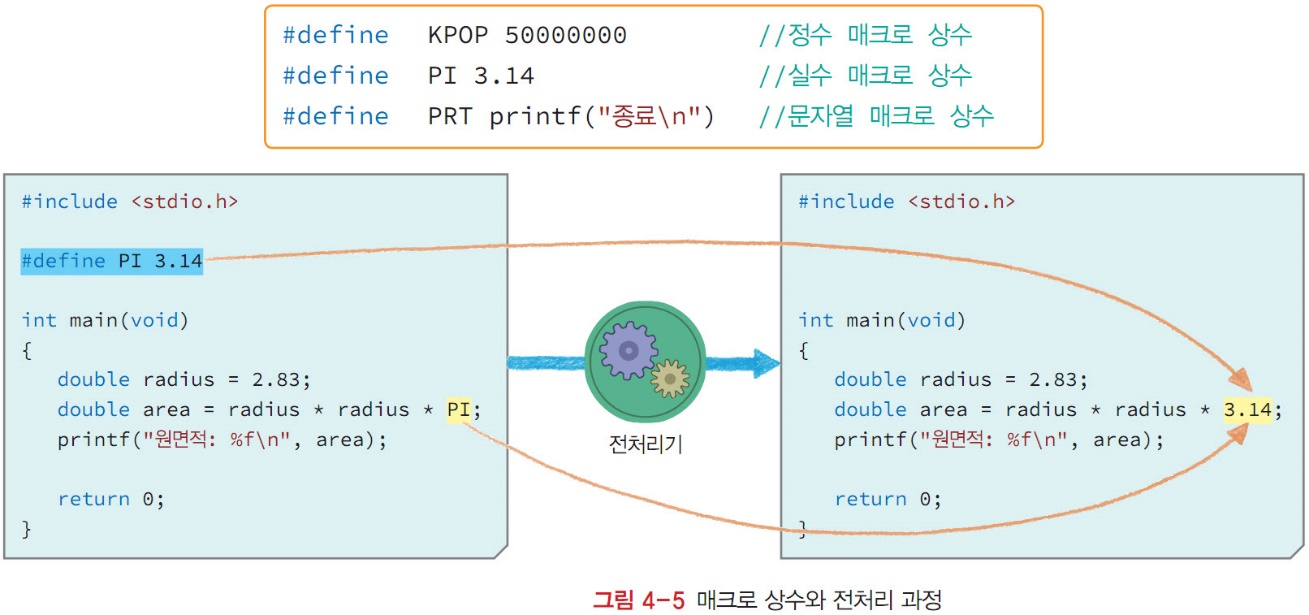 #define KPOP 50000000 //정수 매크로 상수
#define PI 3.14 //실수 매크로 상수
#define PRT printf("종료\n") //문자열 매크로 상수
#include <stdio.h>
#define PI 3.14
int main(void)
{
double radius = 2.83;
double area = radius * radius * PI;
printf("원면적: %f\n", area);
return 0;
}
전처리기
#include <stdio.h>
int main(void)
{
double radius = 2.83;
double area = radius * radius * 3.14;
printf("원면적: %f\n", area);
return 0;
}
그림 4-5 매크로 상수와 전처리 과정